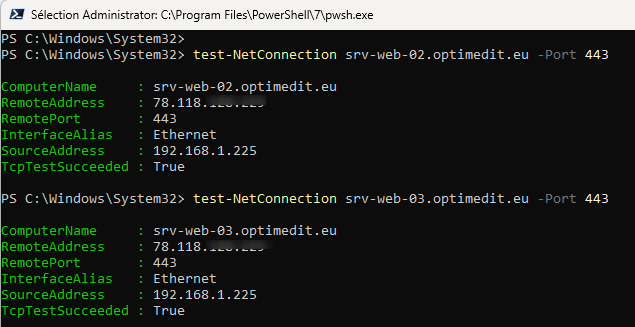 Sélection Administrator: C:\Program Files\PowerShell\7\pwsh.exe
PS C:\Windows\System32>
PS C:\Windows\System32> test-NetConnection srv-web-02.optimedit.eu -Port 443
ComputerName     : srv-web-02.optimedit.eu
RemoteAddress    : 78.118.
RemotePort       : 443
InterfaceAlias   : Ethernet
SourceAddress    : 192.168.1.225
TcpTestSucceeded : True
PS C:\Windows\System32> test-NetConnection srv-web-03.optimedit.eu -Port 443
ComputerName     : srv-web-03.optimedit.eu
RemoteAddress    : 78.118.
RemotePort       : 443
InterfaceAlias   : Ethernet
SourceAddress    : 192.168.1.225
TcpTestSucceeded : True